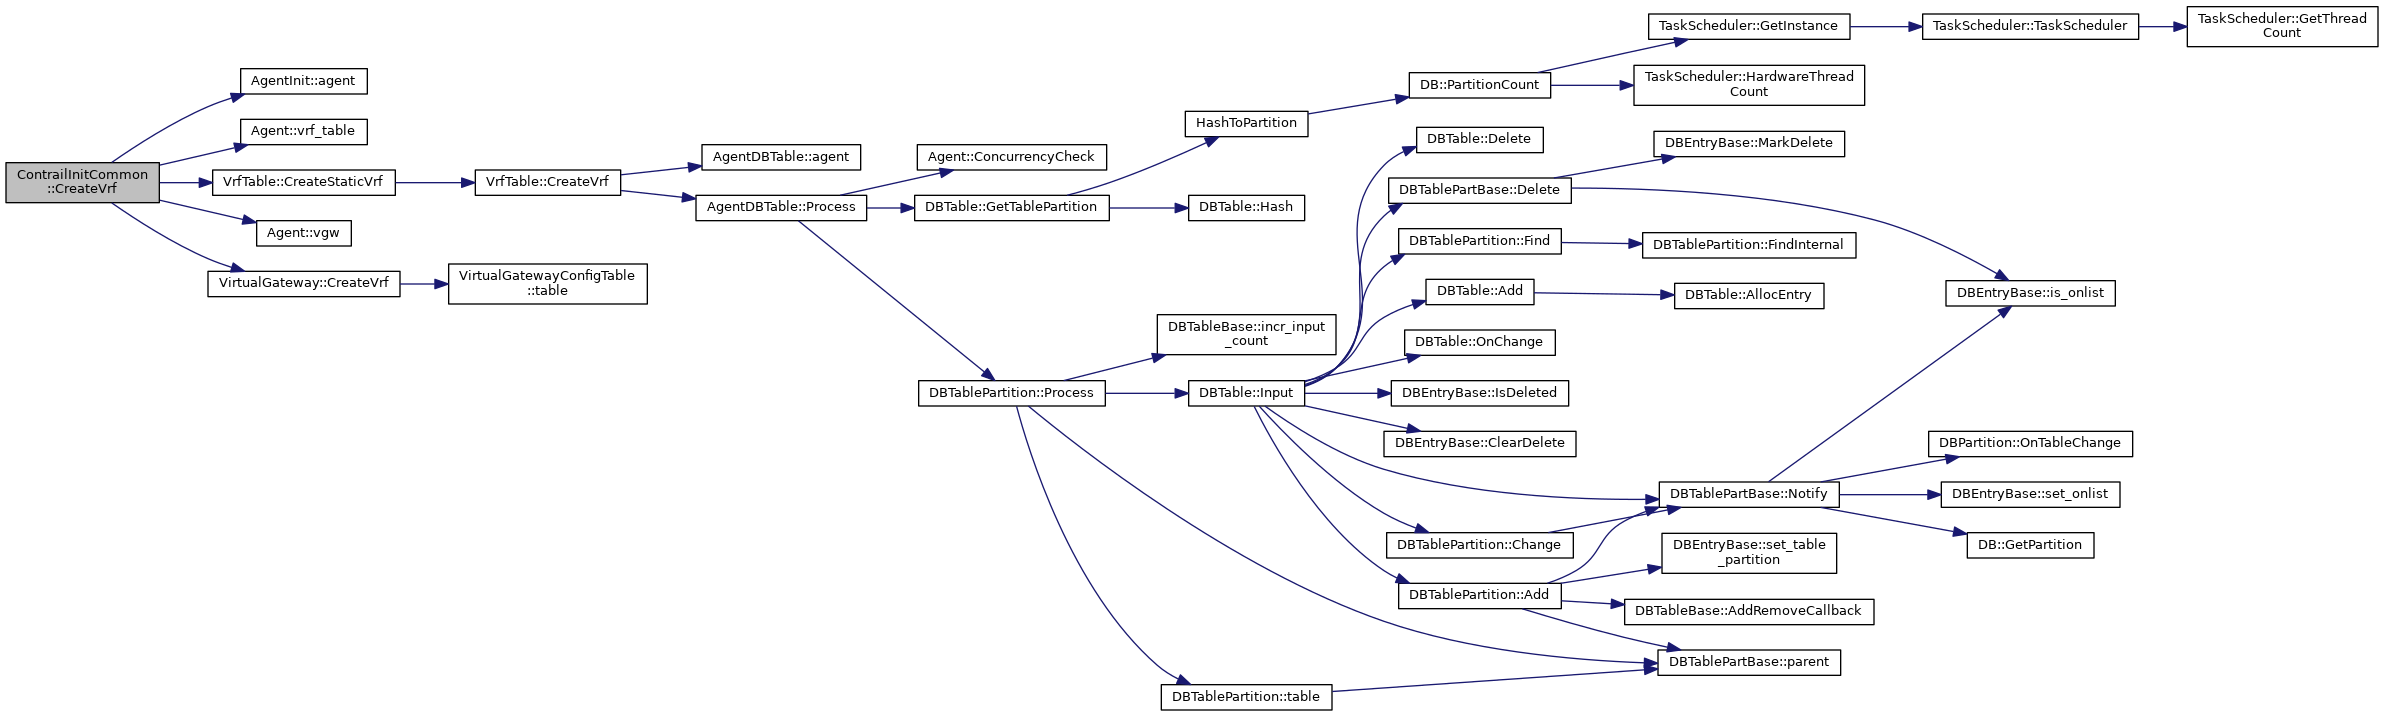 ContrailInitCommon
::CreateVrf
AgentInit::agent
Agent::vrf_table
VrfTable::CreateStaticVrf
Agent::vgw
VirtualGateway::CreateVrf
VrfTable::CreateVrf
VirtualGatewayConfigTable
::table
AgentDBTable::agent
AgentDBTable::Process
Agent::ConcurrencyCheck
DBTable::GetTablePartition
DBTablePartition::Process
HashToPartition
DBTable::Hash
DBTableBase::incr_input
_count
DBTable::Input
DBTablePartition::table
DB::PartitionCount
DBTable::Delete
DBTablePartBase::Delete
DBTablePartition::Find
DBTable::Add
DBTable::OnChange
DBEntryBase::IsDeleted
DBEntryBase::ClearDelete
DBTablePartition::Change
DBTablePartition::Add
TaskScheduler::GetInstance
TaskScheduler::HardwareThread
Count
DBEntryBase::MarkDelete
DBTablePartition::FindInternal
DBTable::AllocEntry
DBTablePartBase::Notify
DBEntryBase::set_table
_partition
DBTableBase::AddRemoveCallback
DBTablePartBase::parent
TaskScheduler::TaskScheduler
DBEntryBase::is_onlist
DBPartition::OnTableChange
DBEntryBase::set_onlist
DB::GetPartition
TaskScheduler::GetThread
Count